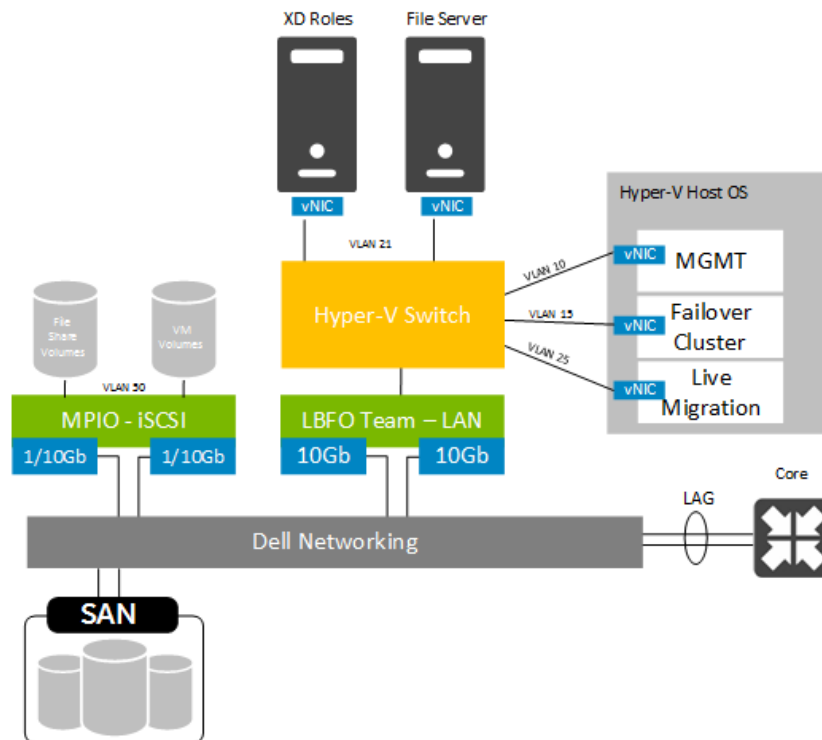 XD Roles
File Server
vNIC
vNIC
VLAN 21
Hyper-V Host OS
Hyper-V Switch
VLAN 10
vNIC
MGMT
VLAN 15
vNIC
Failover
Cluster
VLAN 25
vNIC
Live
Migration
File
Share
Volumes
VM
Volumes
VLAN 50
MPIO - iSCSI
1/10Gb
1/10Gb
LBFO Team – LAN
10Gb
10Gb
Dell Networking
LAG
Core
SAN